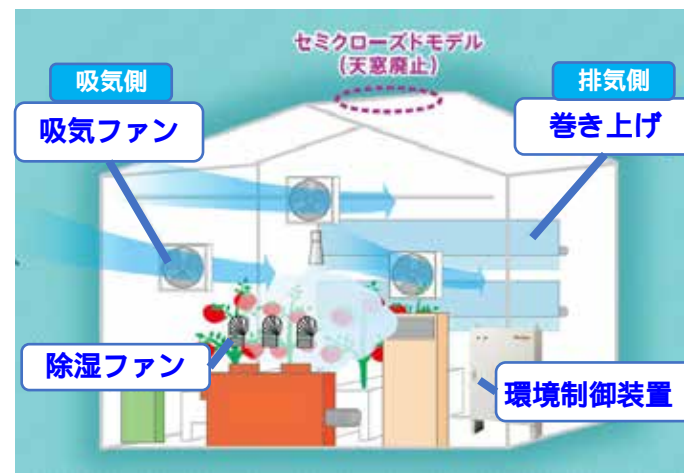 セミクローズドモデル
(天窓廃止)
吸気側
吸気ファン
排気側
巻き上げ
除湿ファン
環境制御装置